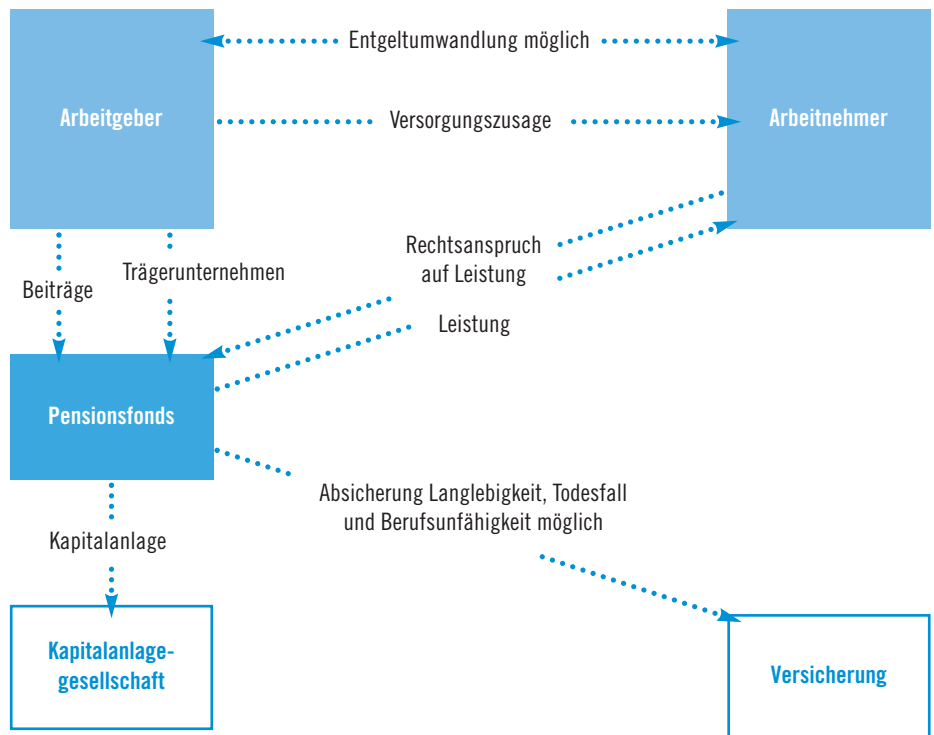 Entgeltumwandlung möglich
Arbeitgeber
Versorgungszusage
Arbeitnehmer
Rechtsanspruch
auf Leistung
Trägerunternehmen
Beiträge
Leistung
Pensionsfonds
Absicherung Langlebigkeit, Todesfall
und Berufsunfähigkeit möglich
Kapitalanlage
Kapitalanlage-
gesellschaft
Versicherung